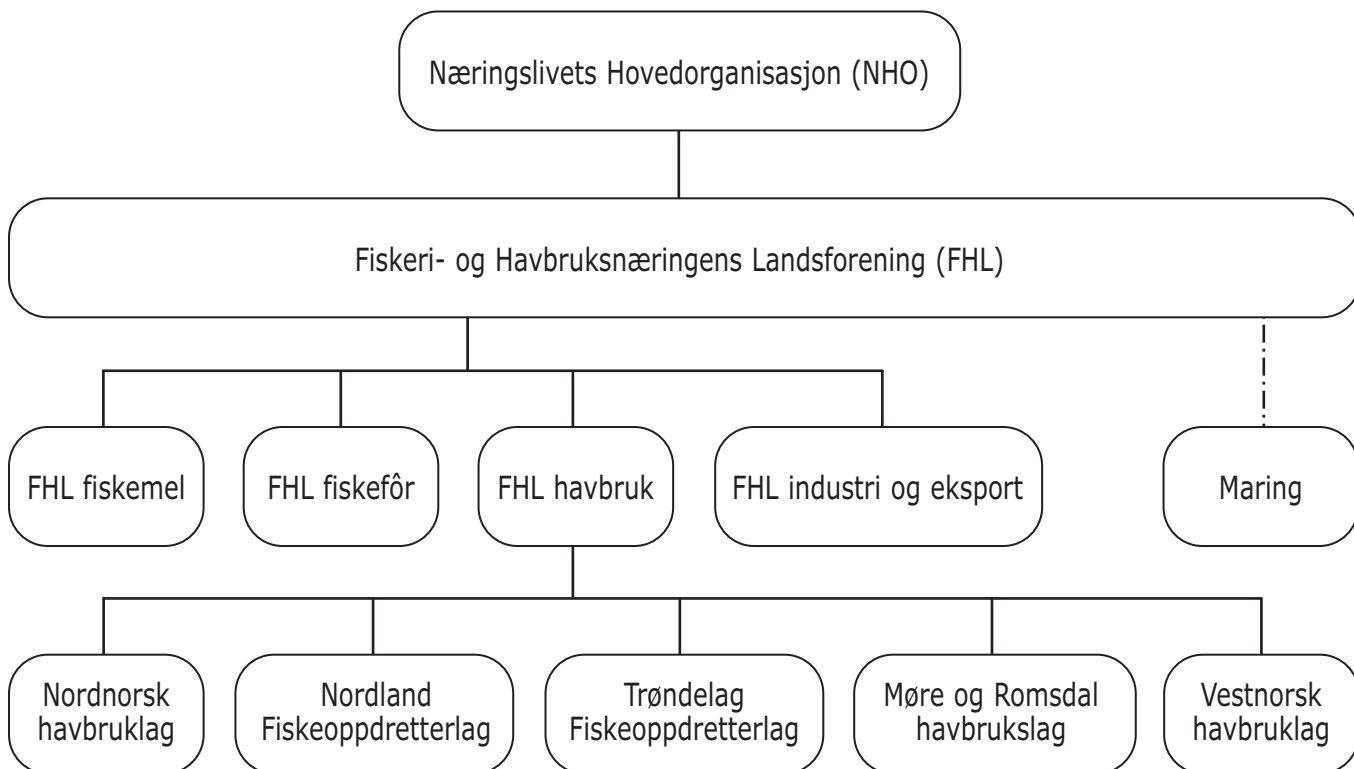 Næringslivets Hovedorganisasjon (NHO)
Fiskeri- og Havbruksnæringens Landsforening (FHL)
FHL fiskemel
FHL fiskefôr
FHL havbruk
FHL industri og eksport
Maring
Nordnorsk
havbruklag
Nordland
Fiskeoppdretterlag
Trøndelag
Fiskeoppdretterlag
Møre og Romsdal
havbrukslag
Vestnorsk
havbruklag